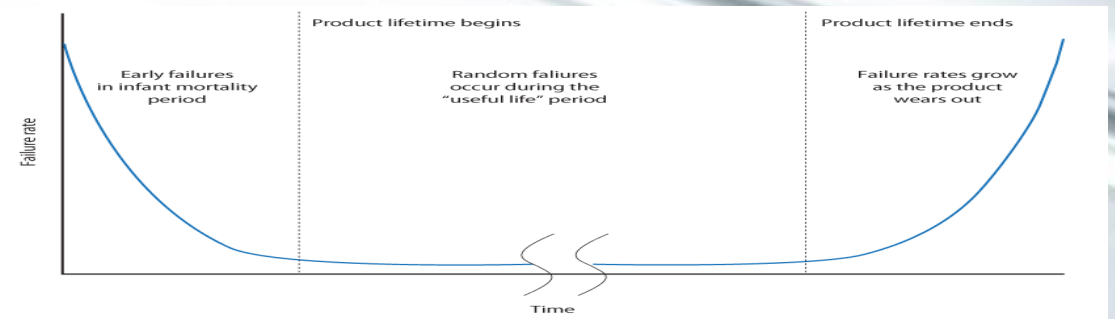 Product lifetime begins
Product lifetime ends
Early failures
in infant mortality
period
Random faliures
occur during the
“useful life” period
Failure rates grow
as the product
wears out
Failure rate
Time